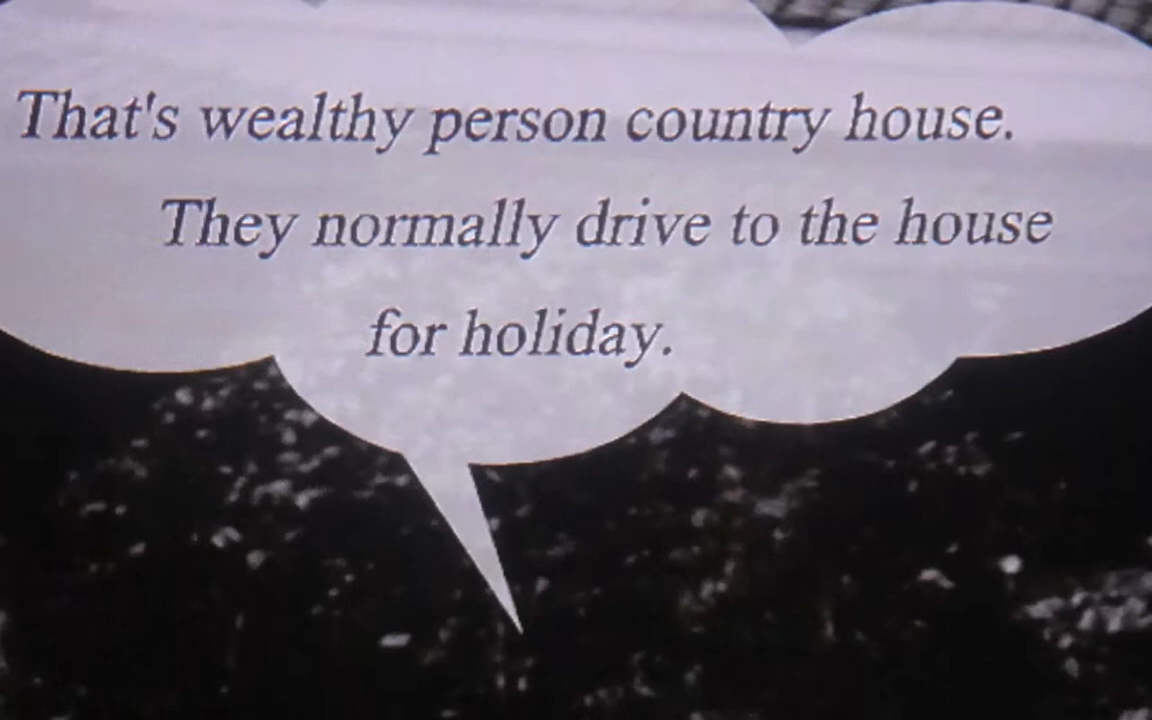 That's wealthy person country house.
They normally drive to the house
for holiday.